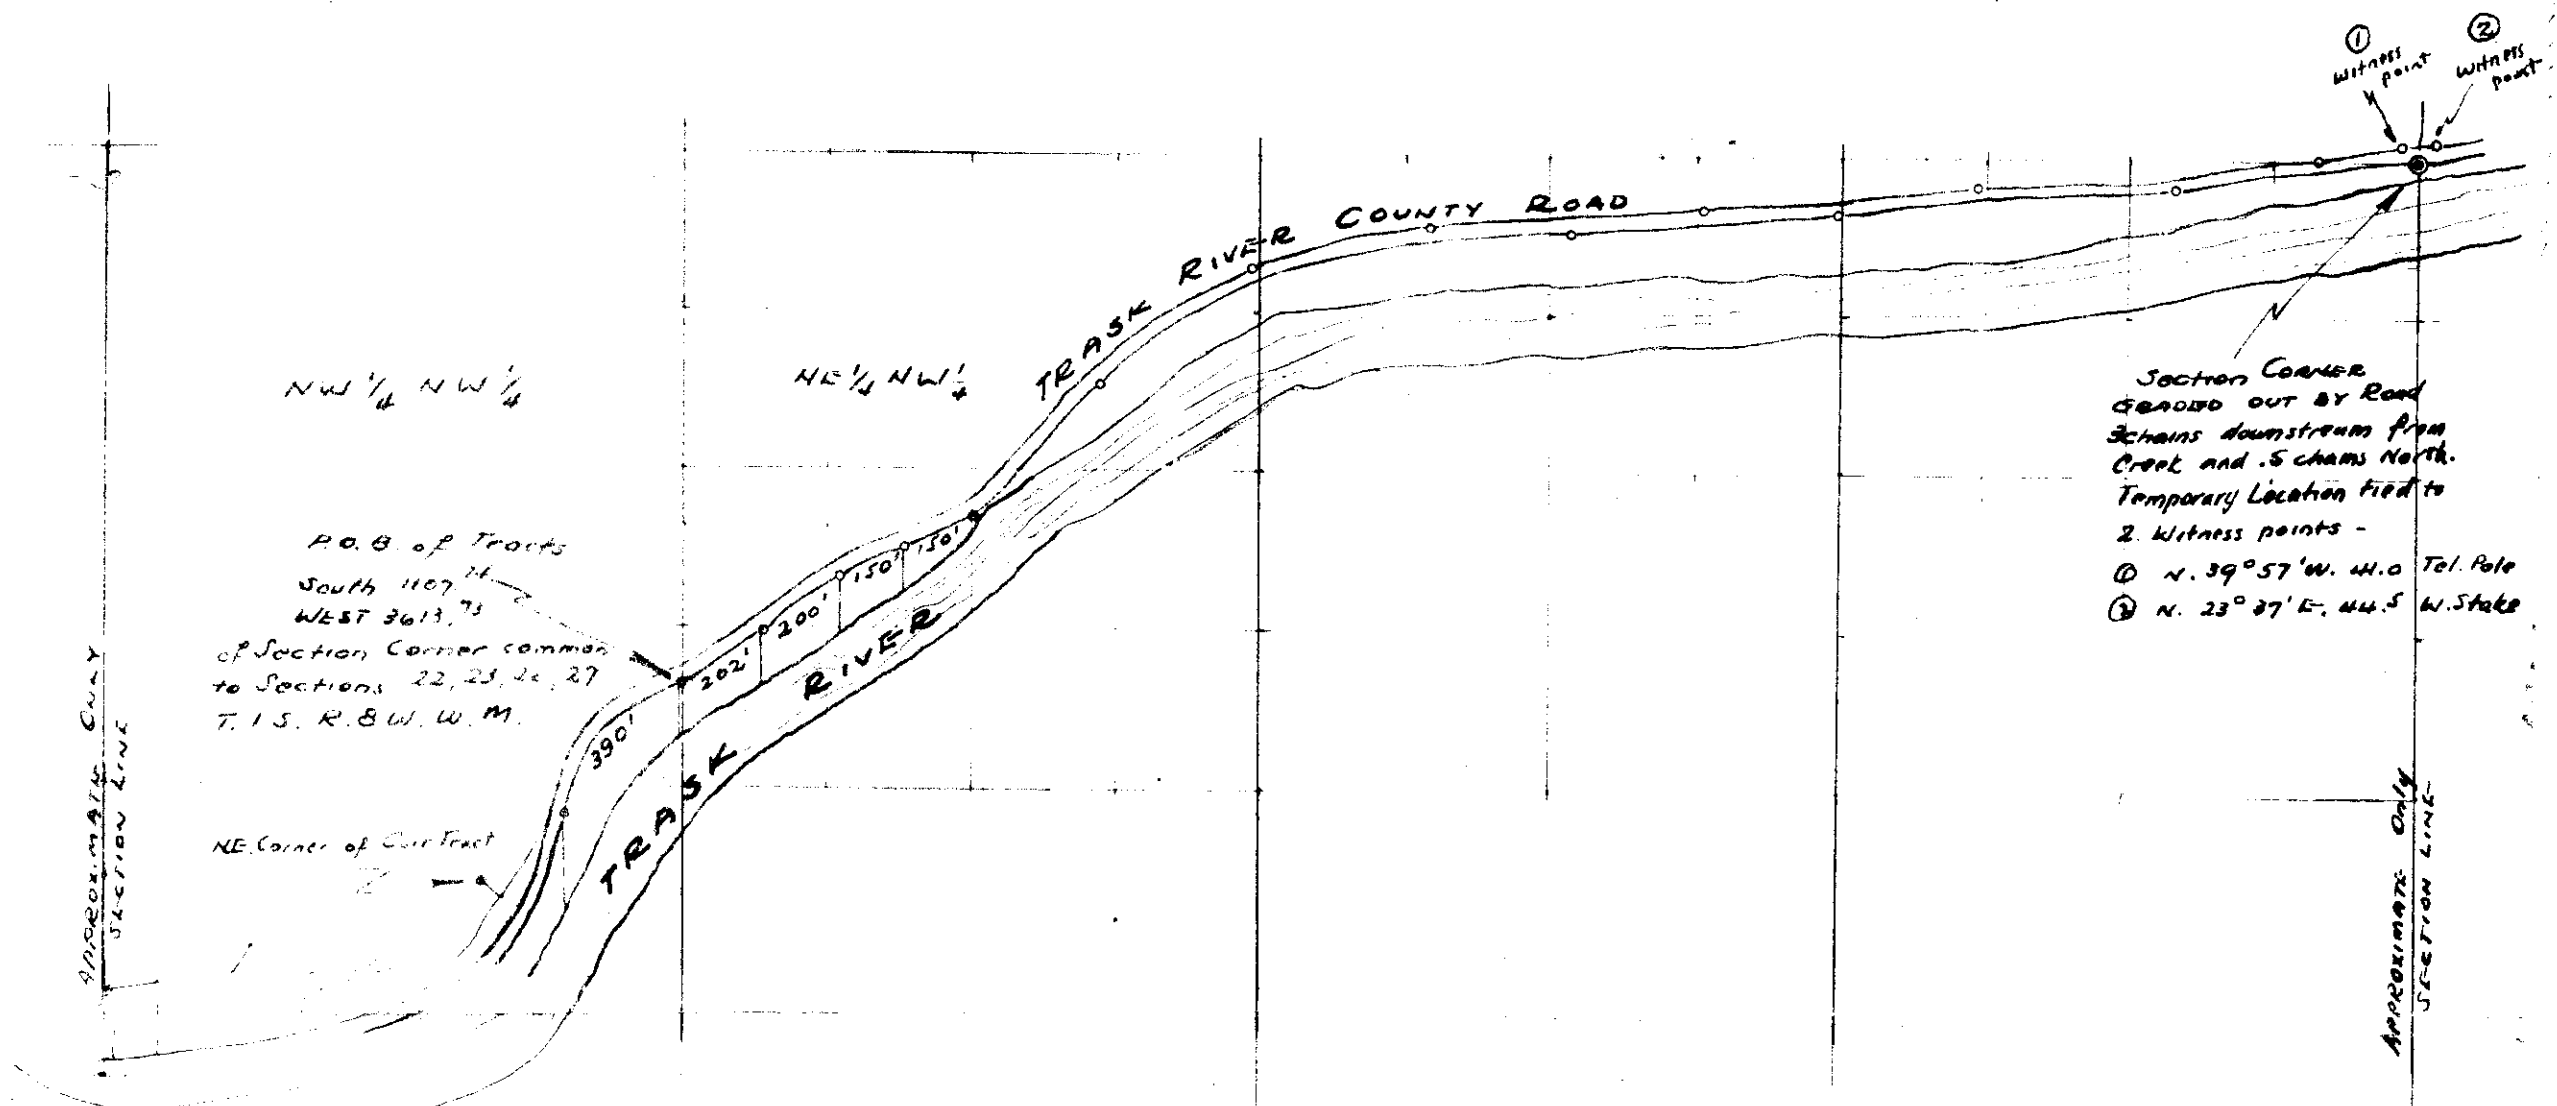 ①
witness
point
②
witness
point
TRASK RIVER COUNTY ROAD
NW 1/4 NW 1/4
NE 1/4 NW 1/4
Section CORNER
GRADED OUT BY Road
3 chains downstream from
Creek and .5 chains North.
Temporary Location tied to
2 Witness points -
① N. 39° 57' W. 41.0 Tel. Pole
② N. 23° 37' E. 44.5 W. Stake
P.O.B. of Tracts
South 1107.14
WEST 3613.73
of Section Corner common
to Sections 22, 23, 26, 27
T. 1 S. R. 8 W. W. M.
150'
150'
200'
202'
390'
TRASK RIVER
NE. Corner of Tract
APPROXIMATE ONLY
SECTION LINE
APPROXIMATE Only
SECTION LINE